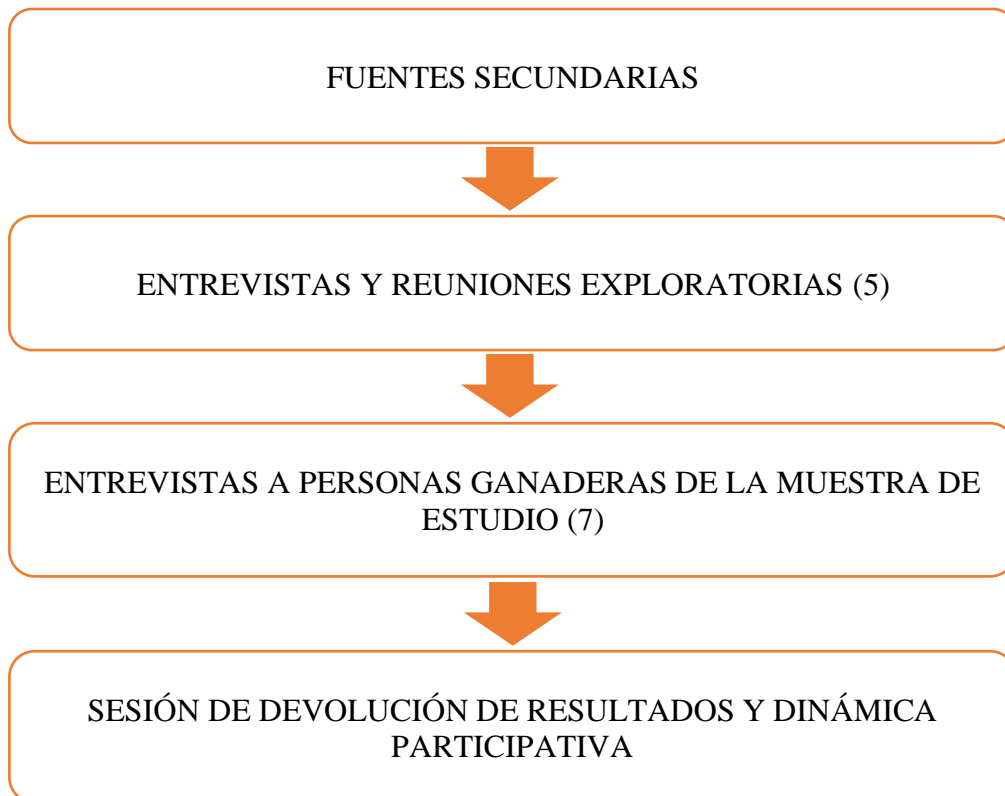 FUENTES SECUNDARIAS
ENTREVISTAS Y REUNIONES EXPLORATORIAS (5)
ENTREVISTAS A PERSONAS GANADERAS DE LA MUESTRA DE
ESTUDIO (7)
SESIÓN DE DEVOLUCIÓN DE RESULTADOS Y DINÁMICA
PARTICIPATIVA